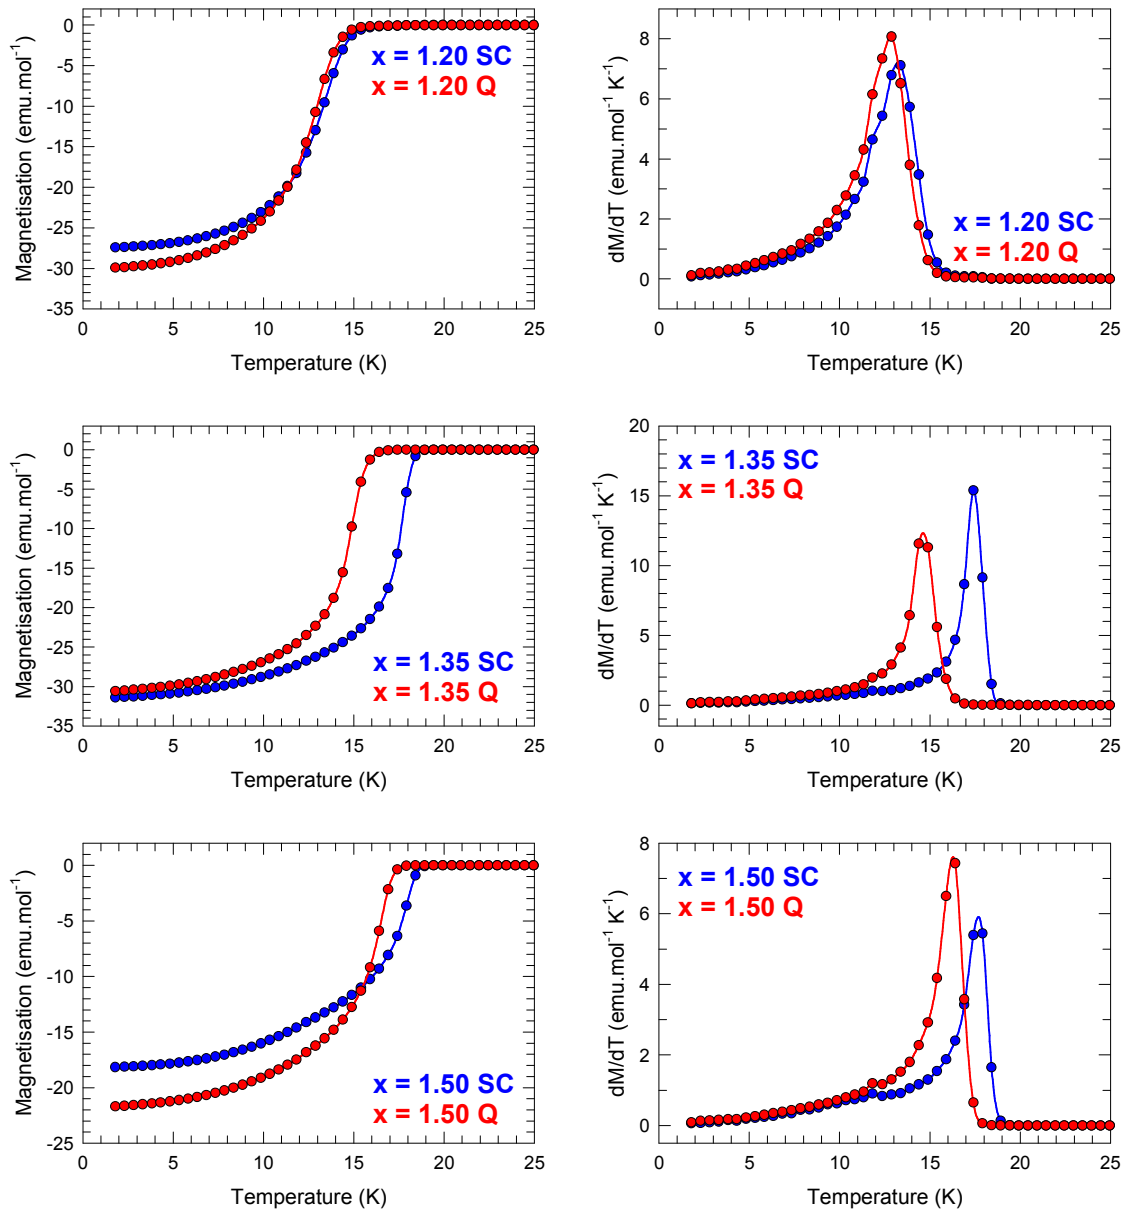 0
-5
-10
-15
-20
-25
-30
-35
Magnetisation (emu.mol⁻¹)
x = 1.20 SC
x = 1.20 Q
0 5 10 15 20 25
Temperature (K)
8
6
4
2
0
dM/dT (emu.mol⁻¹ K⁻¹)
x = 1.20 SC
x = 1.20 Q
0 5 10 15 20 25
Temperature (K)
0
-5
-10
-15
-20
-25
-30
-35
Magnetisation (emu.mol⁻¹)
x = 1.35 SC
x = 1.35 Q
0 5 10 15 20 25
Temperature (K)
20
15
10
5
0
dM/dT (emu.mol⁻¹ K⁻¹)
x = 1.35 SC
x = 1.35 Q
0 5 10 15 20 25
Temperature (K)
0
-5
-10
-15
-20
-25
Magnetisation (emu.mol⁻¹)
x = 1.50 SC
x = 1.50 Q
0 5 10 15 20 25
Temperature (K)
8
6
4
2
0
dM/dT (emu.mol⁻¹ K⁻¹)
x = 1.50 SC
x = 1.50 Q
0 5 10 15 20 25
Temperature (K)